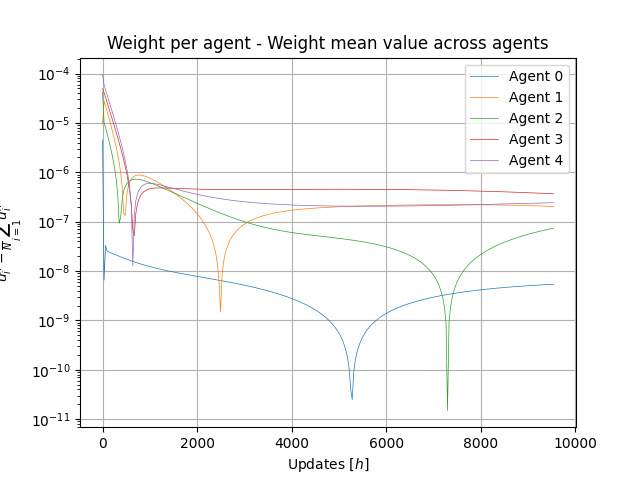 Weight per agent - Weight mean value across agents
10⁻⁴
10⁻⁵
10⁻⁶
10⁻⁷
10⁻⁸
10⁻⁹
10⁻¹⁰
10⁻¹¹
Agent 0
Agent 1
Agent 2
Agent 3
Agent 4
0 2000 4000 6000 8000 10000
Updates [h]